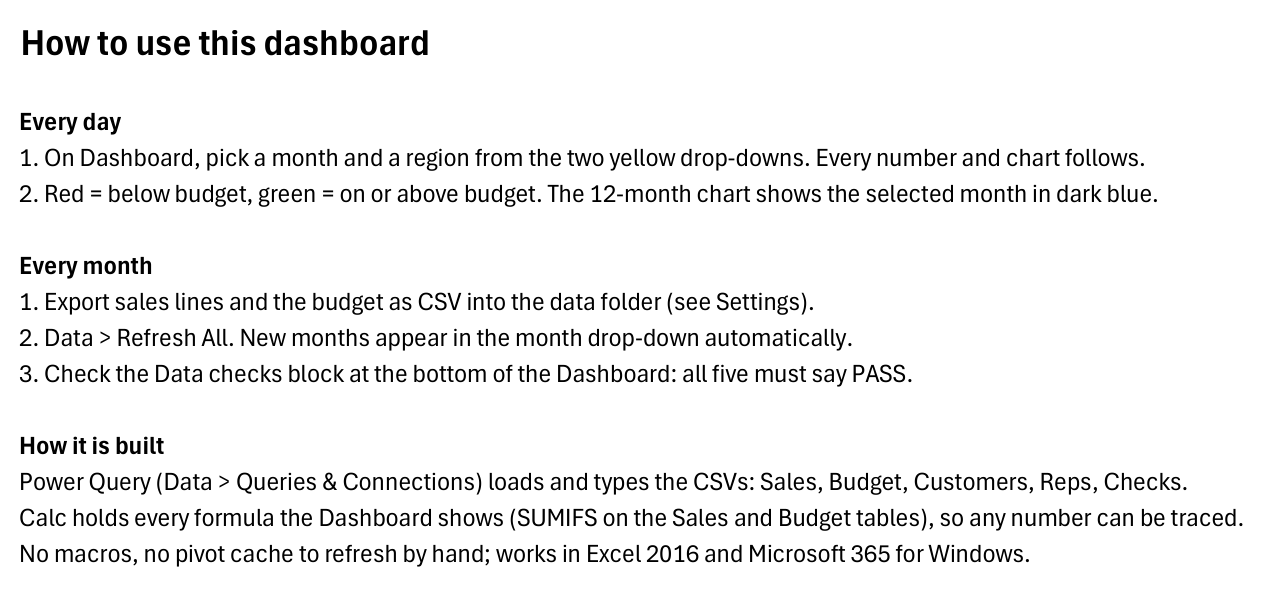 How to use this dashboard
Every day
1. On Dashboard, pick a month and a region from the two yellow drop-downs. Every number and chart follows.
2. Red = below budget, green = on or above budget. The 12-month chart shows the selected month in dark blue.
Every month
1. Export sales lines and the budget as CSV into the data folder (see Settings).
2. Data > Refresh All. New months appear in the month drop-down automatically.
3. Check the Data checks block at the bottom of the Dashboard: all five must say PASS.
How it is built
Power Query (Data > Queries & Connections) loads and types the CSVs: Sales, Budget, Customers, Reps, Checks.
Calc holds every formula the Dashboard shows (SUMIFS on the Sales and Budget tables), so any number can be traced.
No macros, no pivot cache to refresh by hand; works in Excel 2016 and Microsoft 365 for Windows.